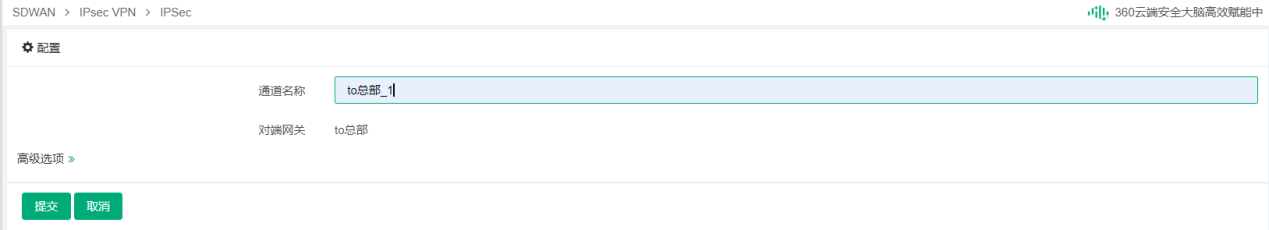 SDWAN > IPsec VPN > IPSec 360云端安全大脑高效赋能中
配置
通道名称 to总部_1
对端网关 to总部
高级选项 »
提交 取消